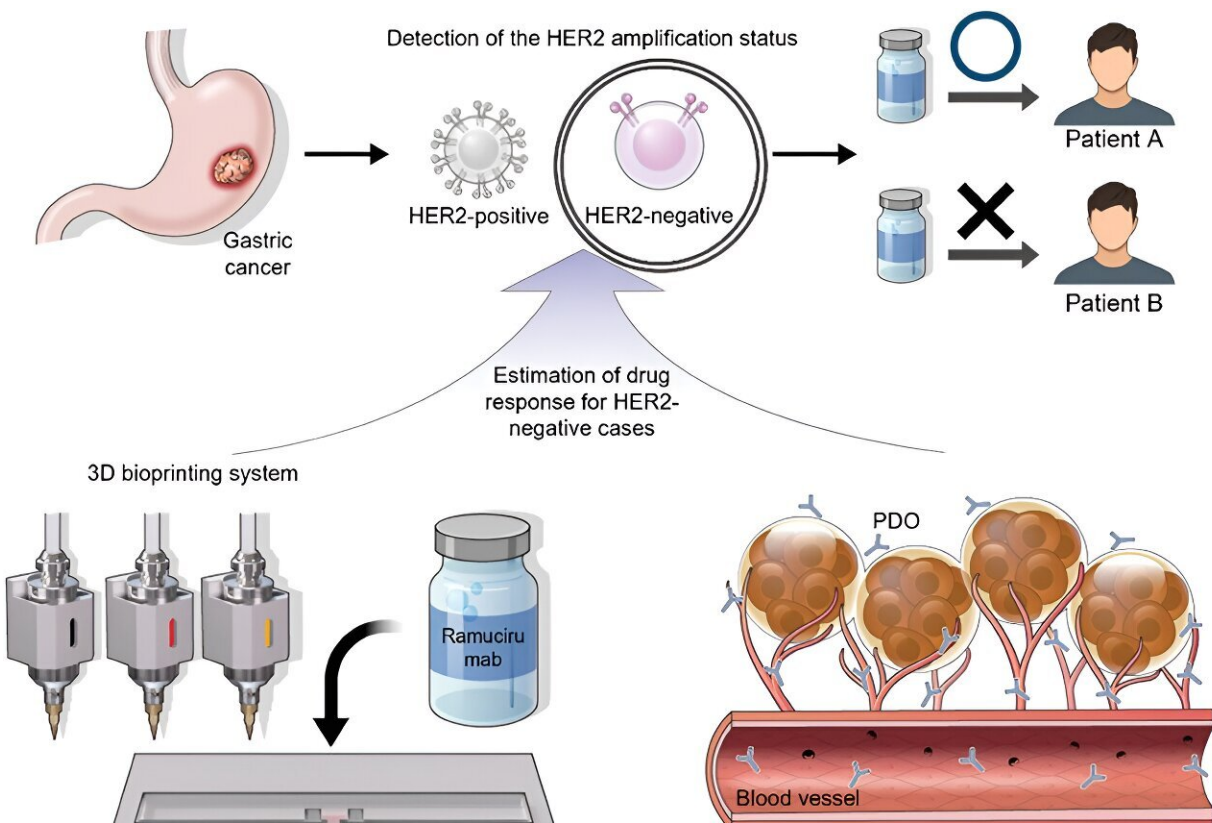 Detection of the HER2 amplification status
HER2-positive
HER2-negative
Gastric
cancer
Patient A
Patient B
Estimation of drug
response for HER2-
negative cases
3D bioprinting system
Ramuciru
mab
PDO
Blood vessel